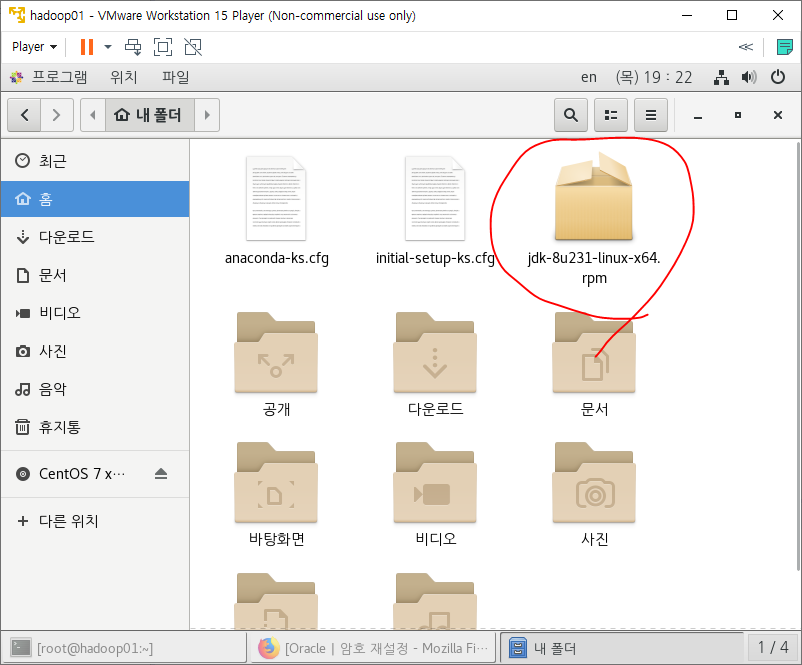 hadoop01 - VMware Workstation 15 Player (Non-commercial use only)
Player
프로그램 위치 파일 en (목) 19 : 22
내 폴더
최근
홈
다운로드
문서
비디오
사진
음악
휴지통
CentOS 7 x…
다른 위치
anaconda-ks.cfg
initial-setup-ks.cfg
jdk-8u231-linux-x64.
rpm
공개
다운로드
문서
바탕화면
비디오
사진
[root@hadoop01:~]
[Oracle | 암호 재설정 - Mozilla Fi…
내 폴더
1 / 4